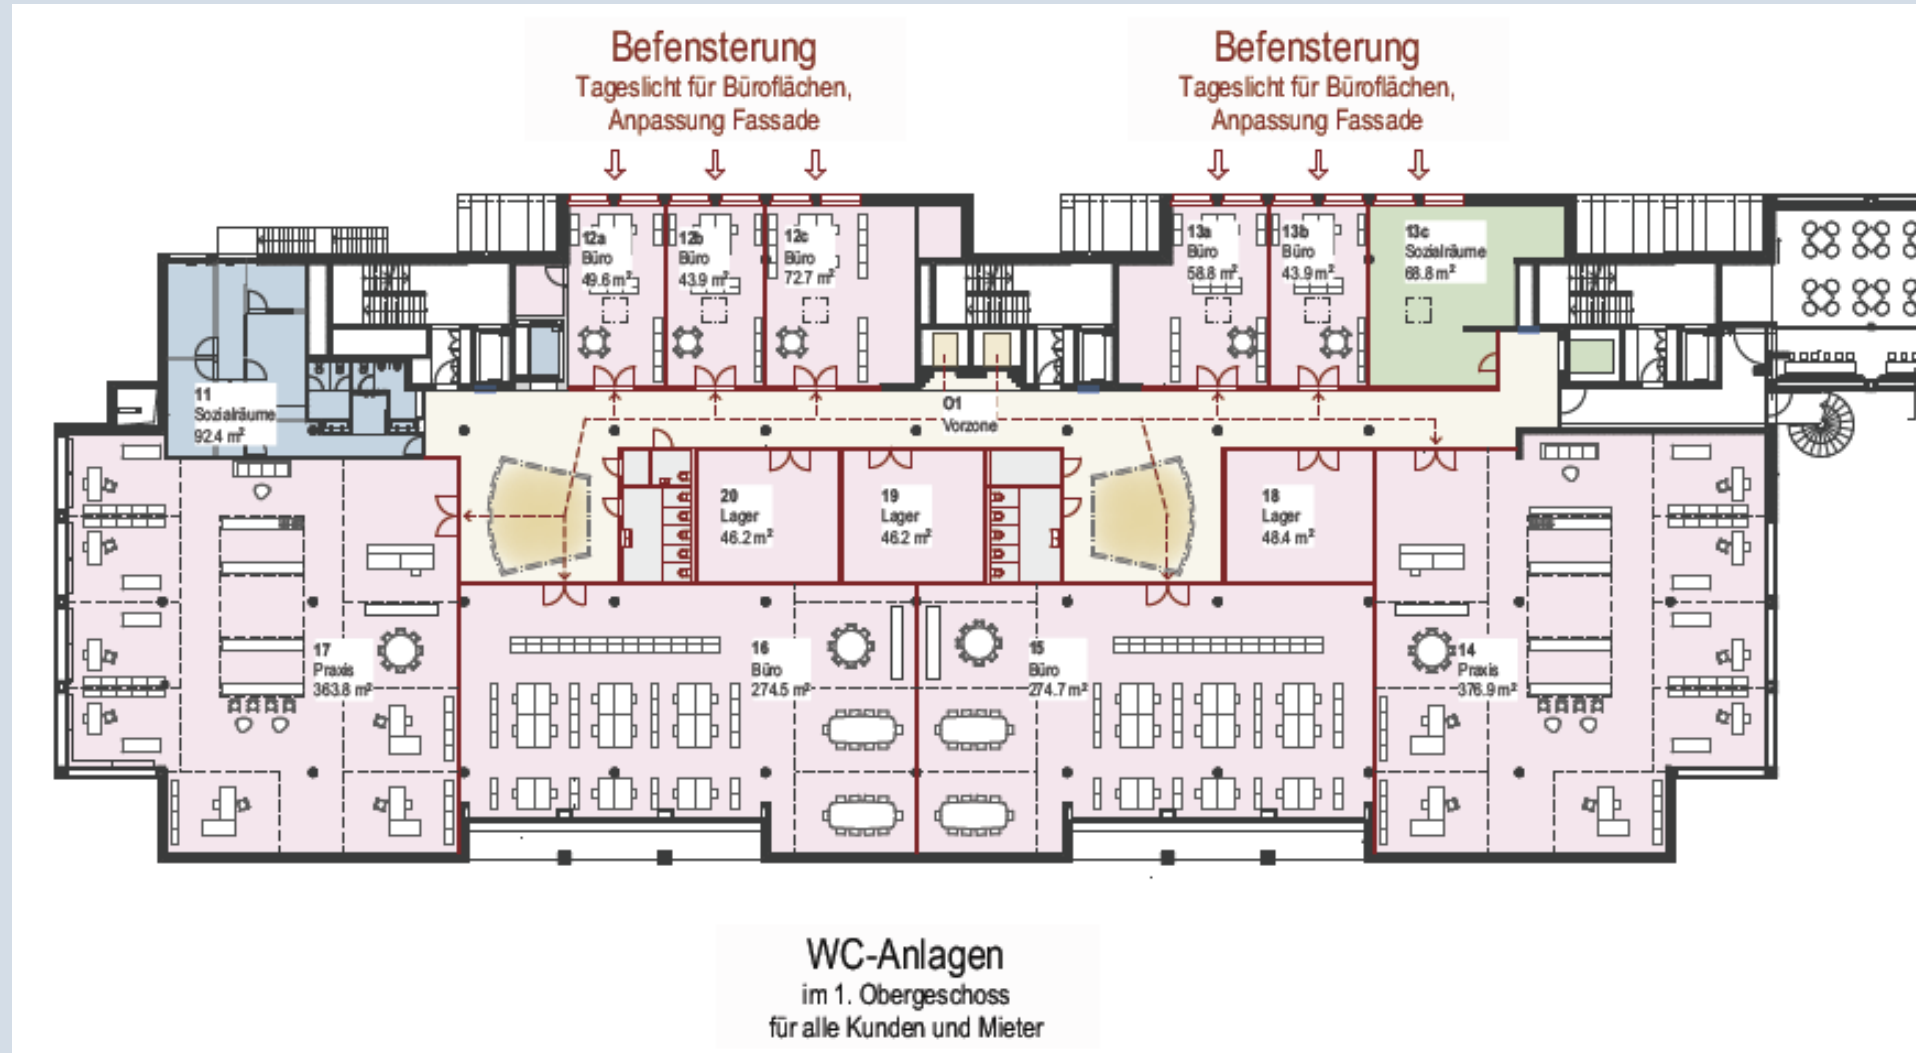 Befensterung
Tageslicht für Büroflächen,
Anpassung Fassade
Befensterung
Tageslicht für Büroflächen,
Anpassung Fassade
12a
Büro
49.6 m²
12b
Büro
43.9 m²
12c
Büro
72.7 m²
13a
Büro
58.8 m²
13b
Büro
43.9 m²
13c
Sozialräume
68.8 m²
11
Sozialräume
92.4 m²
01
Vorzone
20
Lager
46.2 m²
19
Lager
46.2 m²
18
Lager
48.4 m²
17
Praxis
363.8 m²
16
Büro
274.5 m²
15
Büro
274.7 m²
14
Praxis
376.9 m²
WC-Anlagen
im 1. Obergeschoss
für alle Kunden und Mieter